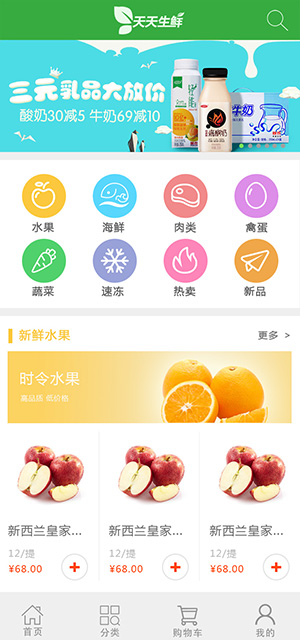 天天生鲜
三元乳品大放价
酸奶30减5 牛奶69减10
牛奶
水果 海鲜 肉类 禽蛋
蔬菜 速冻 热卖 新品
新鲜水果 更多 >
时令水果
高品质 低价格
新西兰皇家... 新西兰皇家... 新西兰皇家...
12/提 12/提 12/提
¥68.00 ¥68.00 ¥68.00
首页 分类 购物车 我的